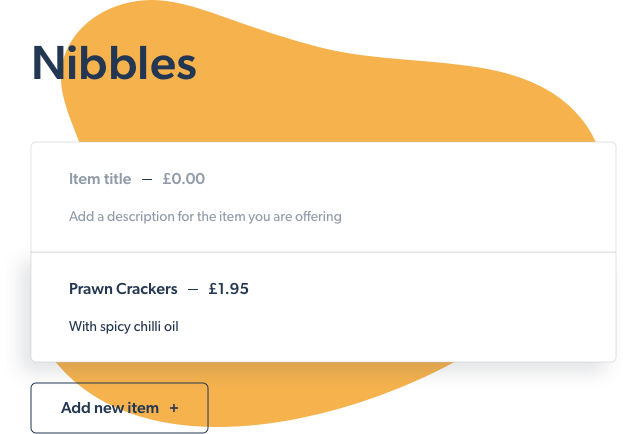 Nibbles
Item title — £0.00
Add a description for the item you are offering
Prawn Crackers — £1.95
With spicy chilli oil
Add new item +